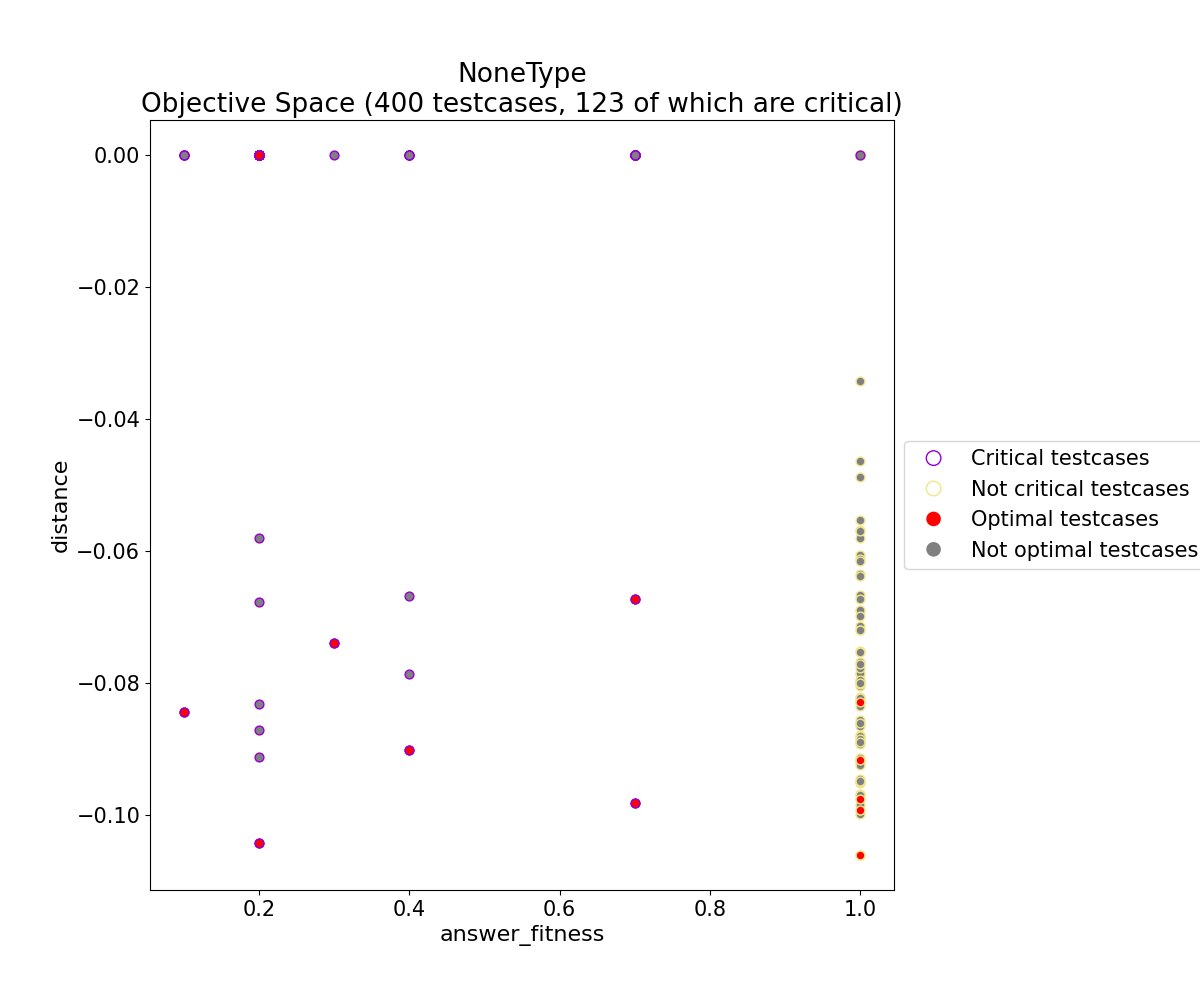 NoneType
Objective Space (400 testcases, 123 of which are critical)
0.00
−0.02
−0.04
−0.06
−0.08
−0.10
distance
0.2
0.4
0.6
0.8
1.0
answer_fitness
Critical testcases
Not critical testcases
Optimal testcases
Not optimal testcases